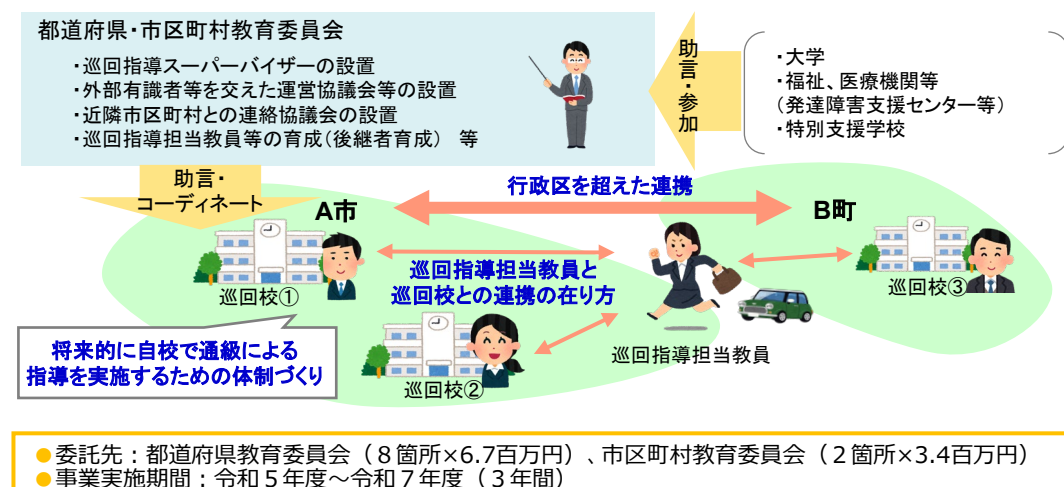 都道府県・市区町村教育委員会
・巡回指導スーパーバイザーの設置
・外部有識者等を交えた運営協議会等の設置
・近隣市区町村との連絡協議会の設置
・巡回指導担当教員等の育成(後継者育成) 等
助言・参加
・大学
・福祉、医療機関等
(発達障害支援センター等)
・特別支援学校
助言・
コーディネート
行政区を超えた連携
A市
B町
巡回校①
巡回指導担当教員と
巡回校との連携の在り方
巡回校③
将来的に自校で通級による
指導を実施するための体制づくり
巡回校②
巡回指導担当教員
●委託先：都道府県教育委員会（８箇所×6.7百万円）、市区町村教育委員会（２箇所×3.4百万円）
●事業実施期間：令和５年度～令和７年度（３年間）